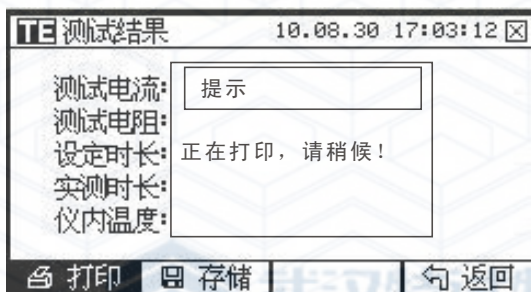 TE 测试结果 10.08.30 17:03:12
测试电流:
提示
测试电阻:
设定时长:
正在打印，请稍候！
实测时长:
仪内温度:
打印 存储 返回